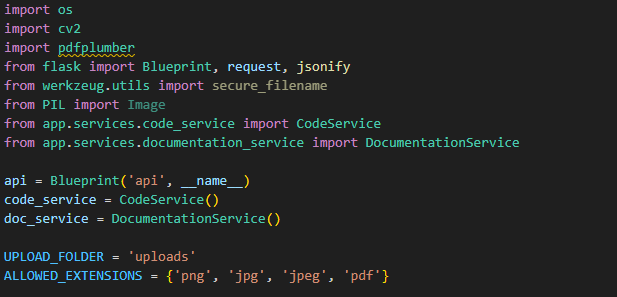 import os
import cv2
import pdfplumber
from flask import Blueprint, request, jsonify
from werkzeug.utils import secure_filename
from PIL import Image
from app.services.code_service import CodeService
from app.services.documentation_service import DocumentationService

api = Blueprint('api', __name__)
code_service = CodeService()
doc_service = DocumentationService()

UPLOAD_FOLDER = 'uploads'
ALLOWED_EXTENSIONS = {'png', 'jpg', 'jpeg', 'pdf'}